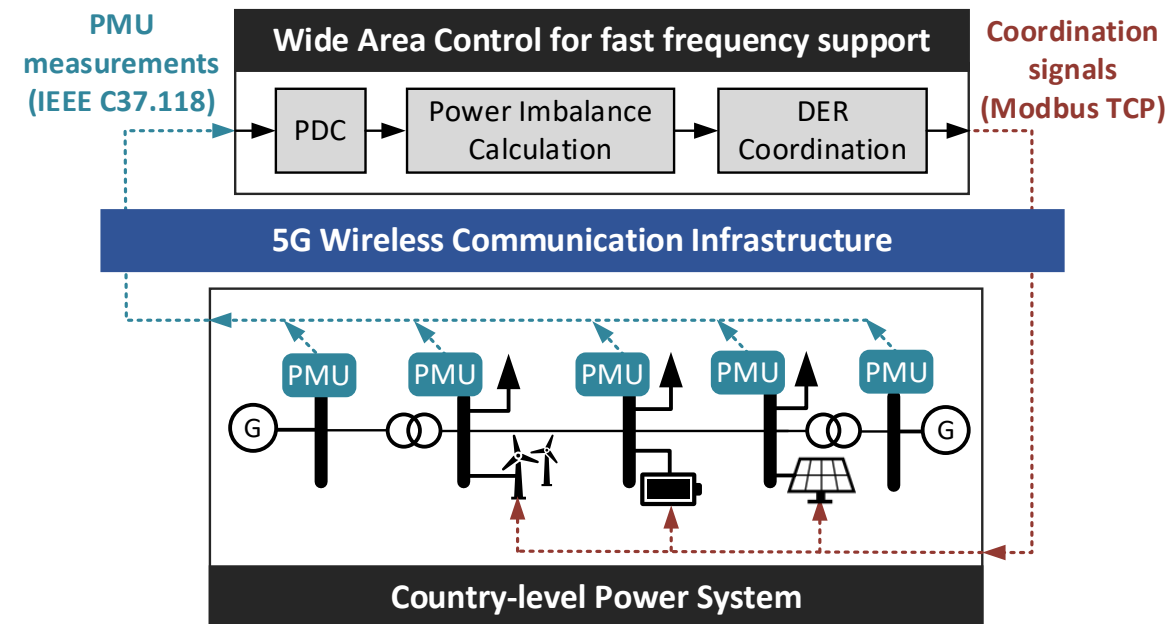 PMU
measurements
(IEEE C37.118)
Wide Area Control for fast frequency support
Coordination
signals
(Modbus TCP)
PDC
Power Imbalance
Calculation
DER
Coordination
5G Wireless Communication Infrastructure
PMU
PMU
PMU
PMU
PMU
G
G
Country-level Power System